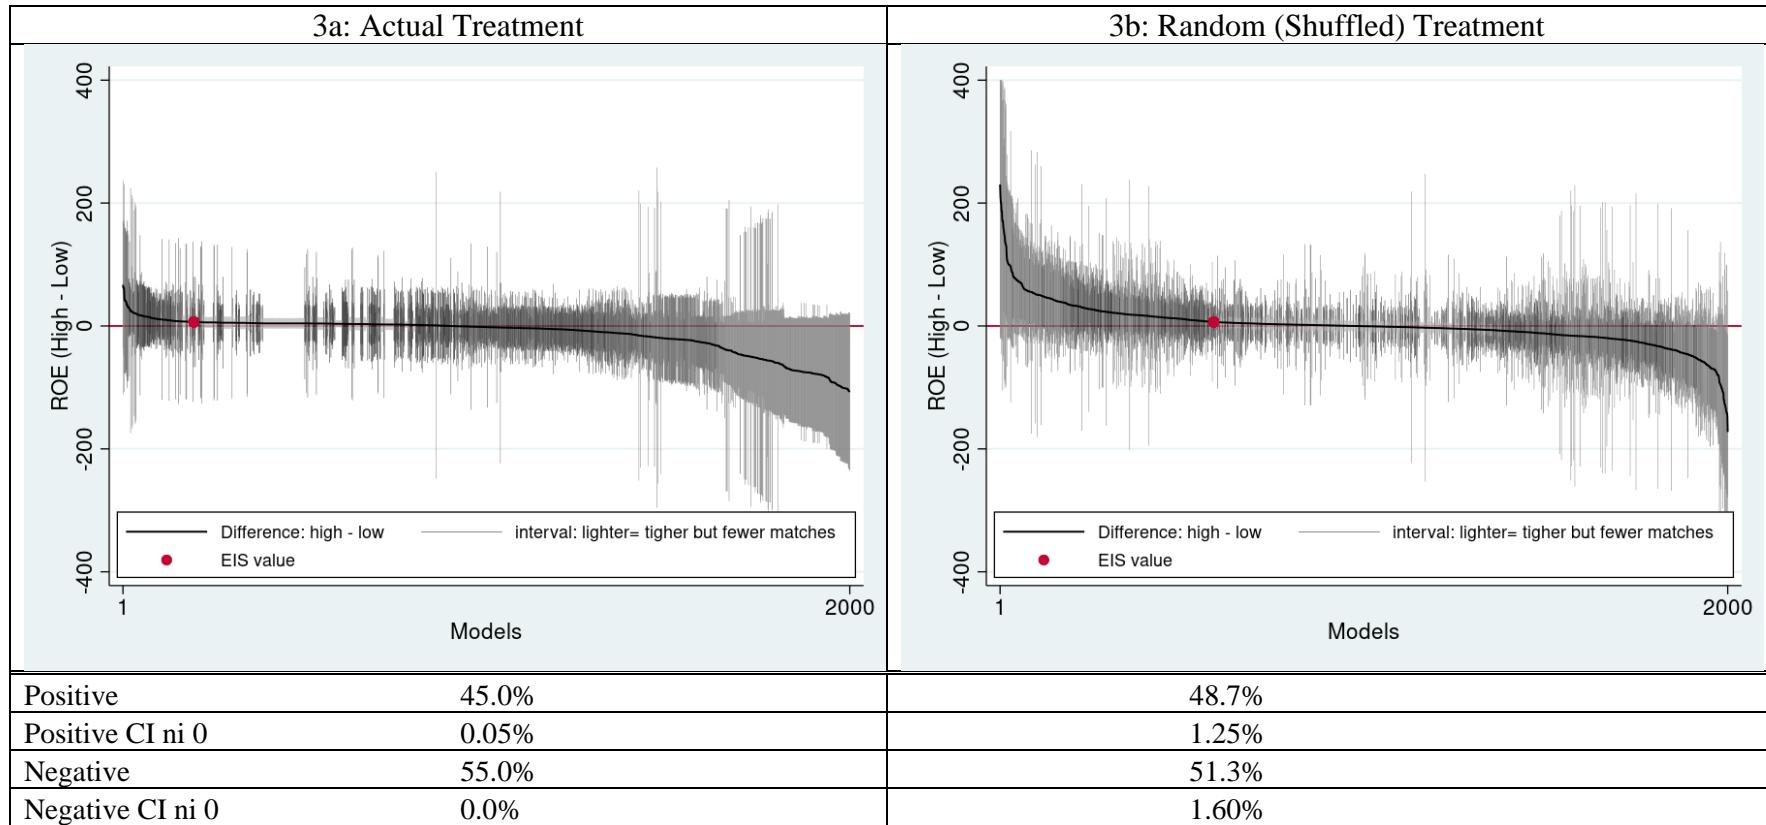 3a: Actual Treatment
3b: Random (Shuffled) Treatment
400
200
0
-200
-400
ROE (High - Low)
Difference: high - low
interval: lighter= tigher but fewer matches
EIS value
1
2000
Models
400
200
0
-200
-400
ROE (High - Low)
Difference: high - low
interval: lighter= tigher but fewer matches
EIS value
1
2000
Models
Positive 45.0% 48.7%
Positive CI ni 0 0.05% 1.25%
Negative 55.0% 51.3%
Negative CI ni 0 0.0% 1.60%